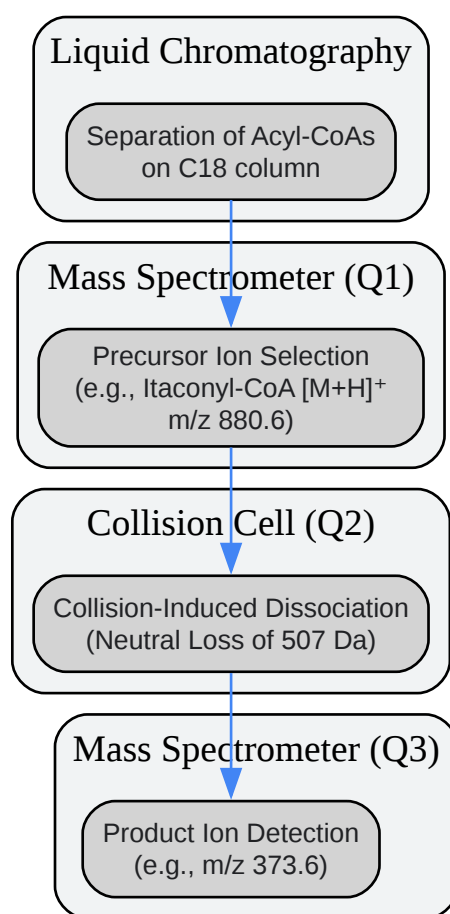 Liquid Chromatography
Separation of Acyl-CoAs
on C18 column
Mass Spectrometer (Q1)
Precursor Ion Selection
(e.g., Itaconyl-CoA [M+H]⁺
m/z 880.6)
Collision Cell (Q2)
Collision-Induced Dissociation
(Neutral Loss of 507 Da)
Mass Spectrometer (Q3)
Product Ion Detection
(e.g., m/z 373.6)